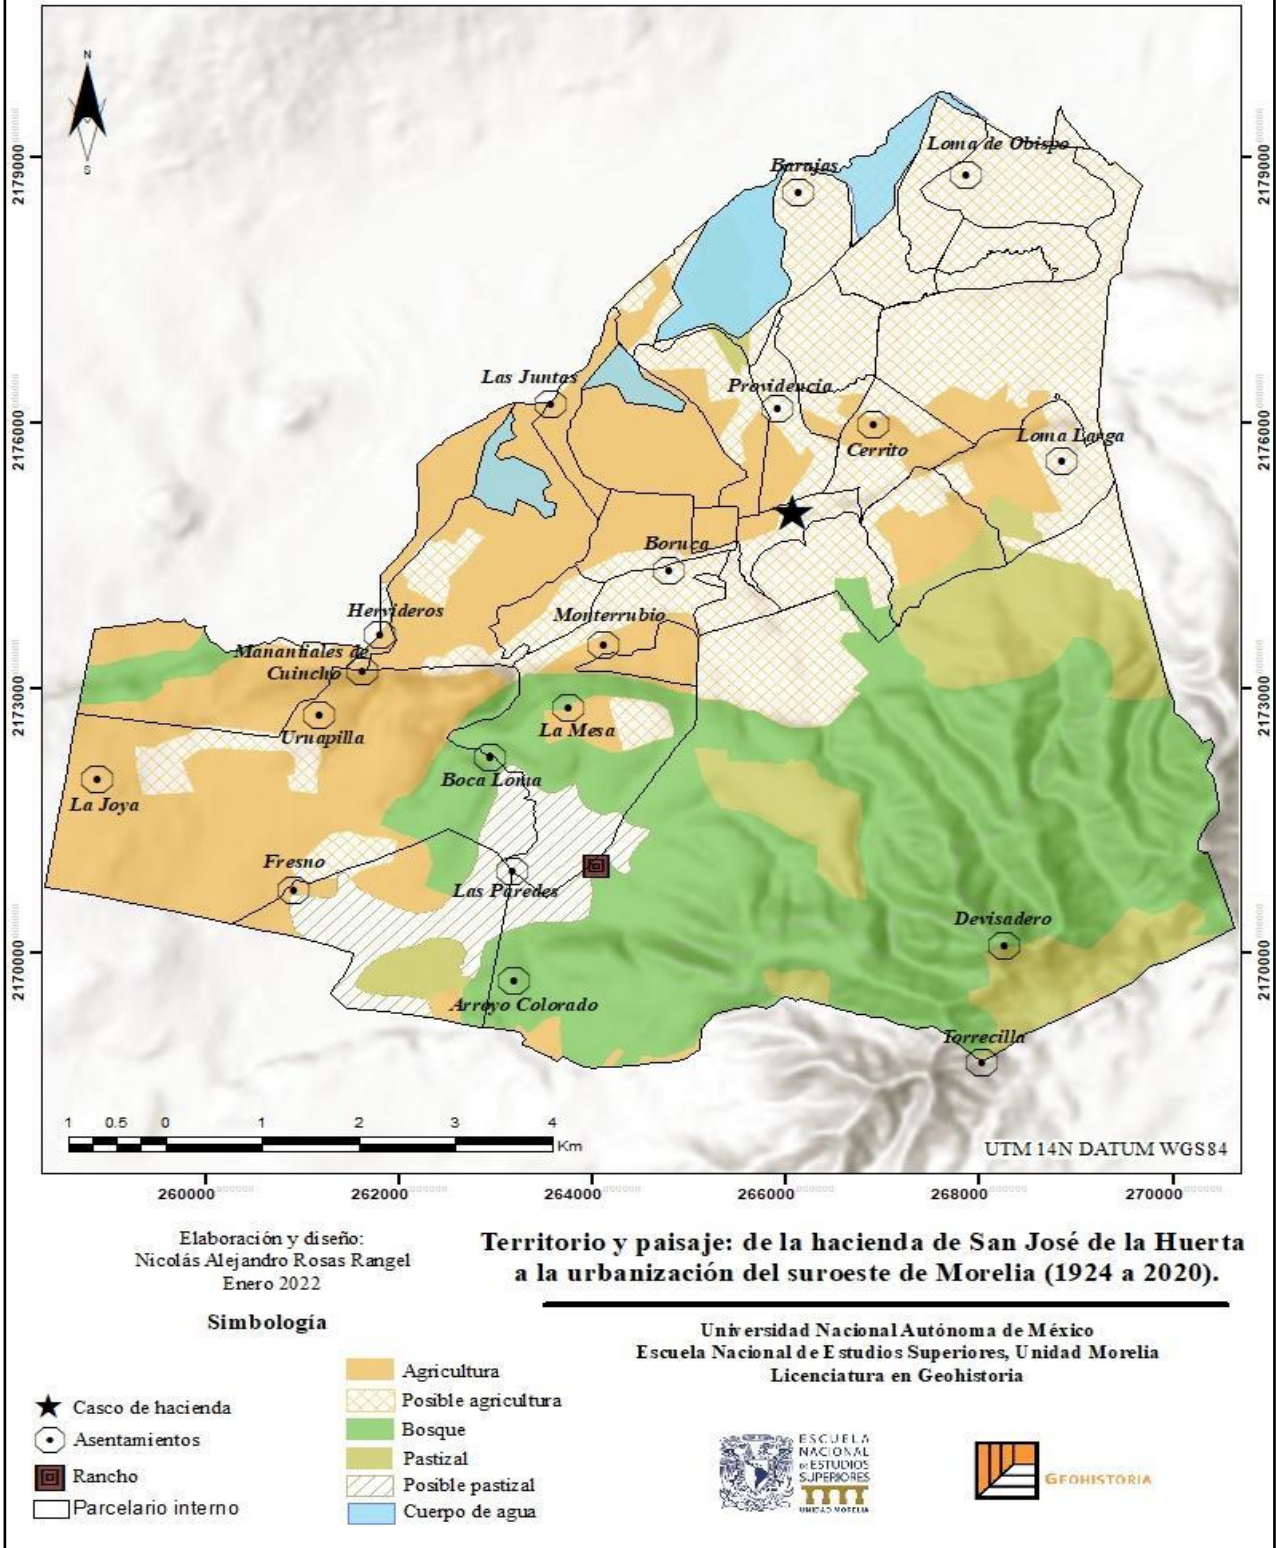 N
S
2179000
2176000
2173000
2170000
2179000
2176000
2173000
2170000
Loma de Obispo
Barajas
Las Juntas
Providencia
Cerrito
Loma Larga
Boruca
Hervideros
Monterrubio
Manantiales de
Cuincho
Uruapilla
La Mesa
Boca Loma
La Joya
Fresno
Las Paredes
Devisadero
Arroyo Colorado
Torrecilla
1 0.5 0 1 2 3 4
Km
UTM 14N DATUM WGS84
260000 262000 264000 266000 268000 270000
Elaboración y diseño:
Nicolás Alejandro Rosas Rangel
Enero 2022
Territorio y paisaje: de la hacienda de San José de la Huerta
a la urbanización del suroeste de Morelia (1924 a 2020).
Universidad Nacional Autónoma de México
Escuela Nacional de Estudios Superiores, Unidad Morelia
Licenciatura en Geohistoria
Simbología
Casco de hacienda
Asentamientos
Rancho
Parcelario interno
Agricultura
Posible agricultura
Bosque
Pastizal
Posible pastizal
Cuerpo de agua
ESCUELA
NACIONAL
DE ESTUDIOS
SUPERIORES
UNIDAD MORELIA
GEOHISTORIA